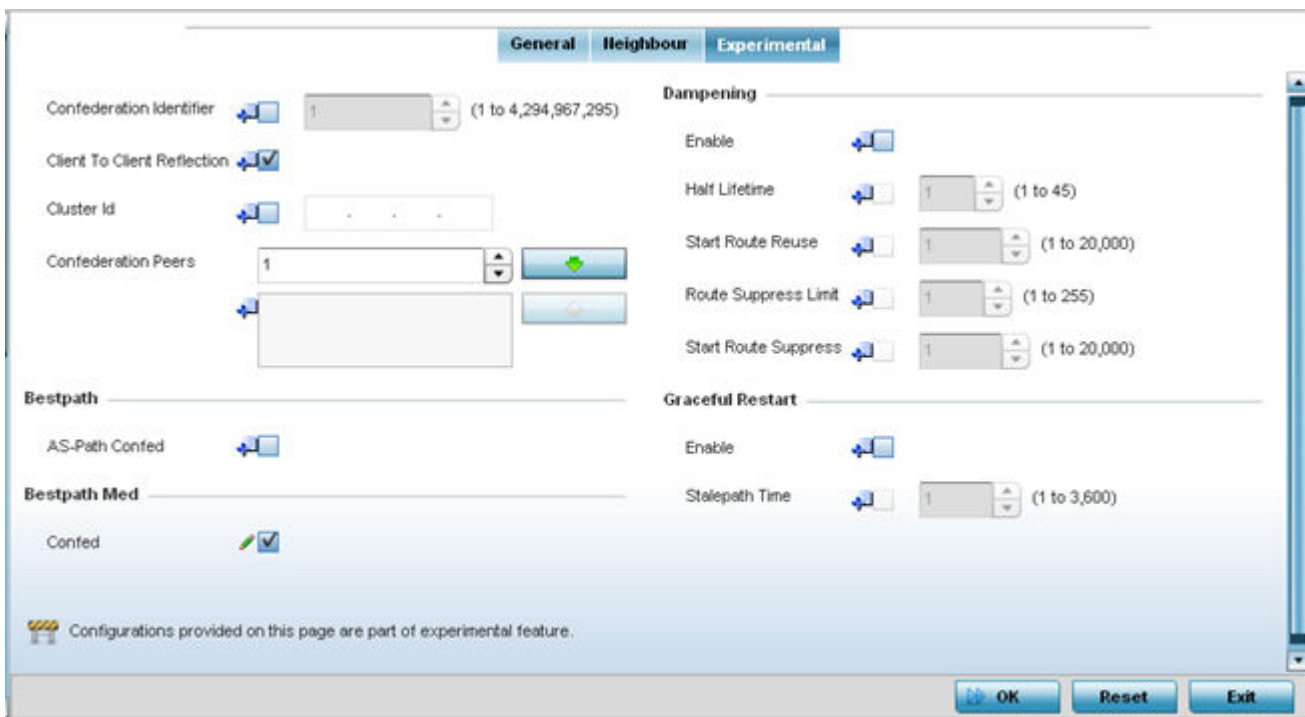 General Neighbour Experimental
Confederation Identifier 1 (1 to 4,294,967,295)
Client To Client Reflection
Cluster Id . . .
Confederation Peers 1
Bestpath
AS-Path Confed
Bestpath Med
Confed
Dampening
Enable
Half Lifetime 1 (1 to 45)
Start Route Reuse 1 (1 to 20,000)
Route Suppress Limit 1 (1 to 255)
Start Route Suppress 1 (1 to 20,000)
Graceful Restart
Enable
Stalepath Time 1 (1 to 3,600)
Configurations provided on this page are part of experimental feature.
OK Reset Exit